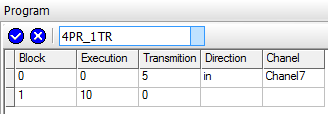 Program
4PR_1TR
Block Execution Transmition Direction Chanel
0 0 5 in Chanel7
1 10 0